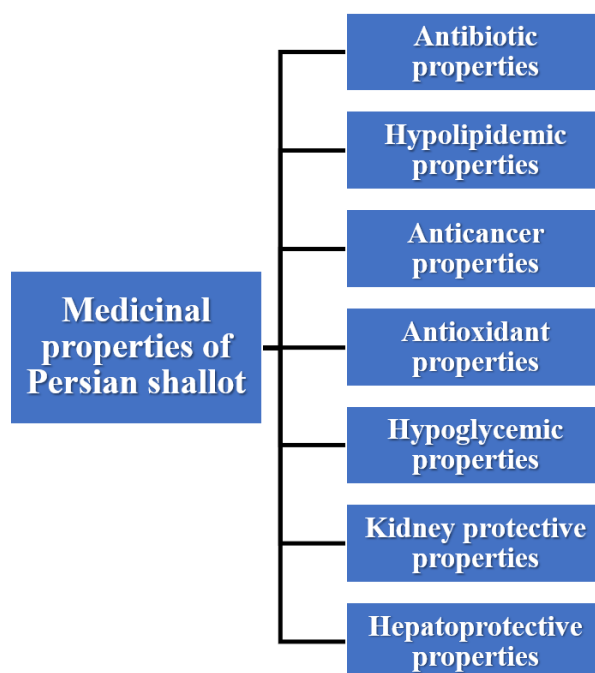 Medicinal
properties of
Persian shallot
Antibiotic
properties
Hypolipidemic
properties
Anticancer
properties
Antioxidant
properties
Hypoglycemic
properties
Kidney protective
properties
Hepatoprotective
properties